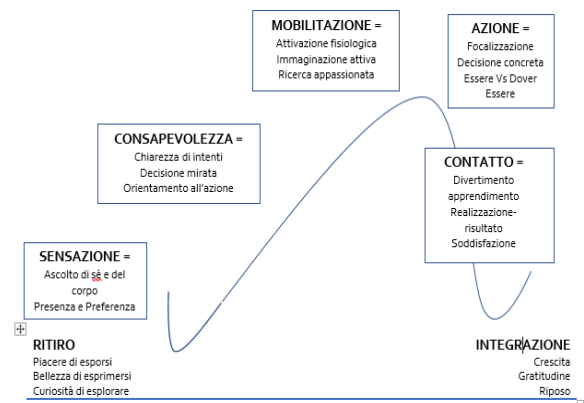 MOBILITAZIONE =
Attivazione fisiologica
Immaginazione attiva
Ricerca appassionata
AZIONE =
Focalizzazione
Decisione concreta
Essere Vs Dover
Essere
CONSAPEVOLEZZA =
Chiarezza di intenti
Decisione mirata
Orientamento all'azione
CONTATTO =
Divertimento
apprendimento
Realizzazione-
risultato
Soddisfazione
SENSAZIONE =
Ascolto di sè e del
corpo
Presenza e Preferenza
RITIRO
Piacere di esporsi
Bellezza di esprimersi
Curiosità di esplorare
INTEGRAZIONE
Crescita
Gratitudine
Riposo